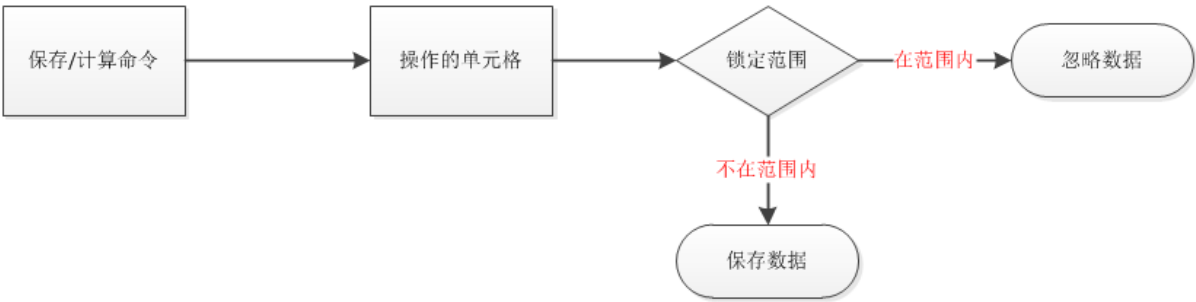 保存/计算命令
操作的单元格
锁定范围
在范围内
忽略数据
不在范围内
保存数据